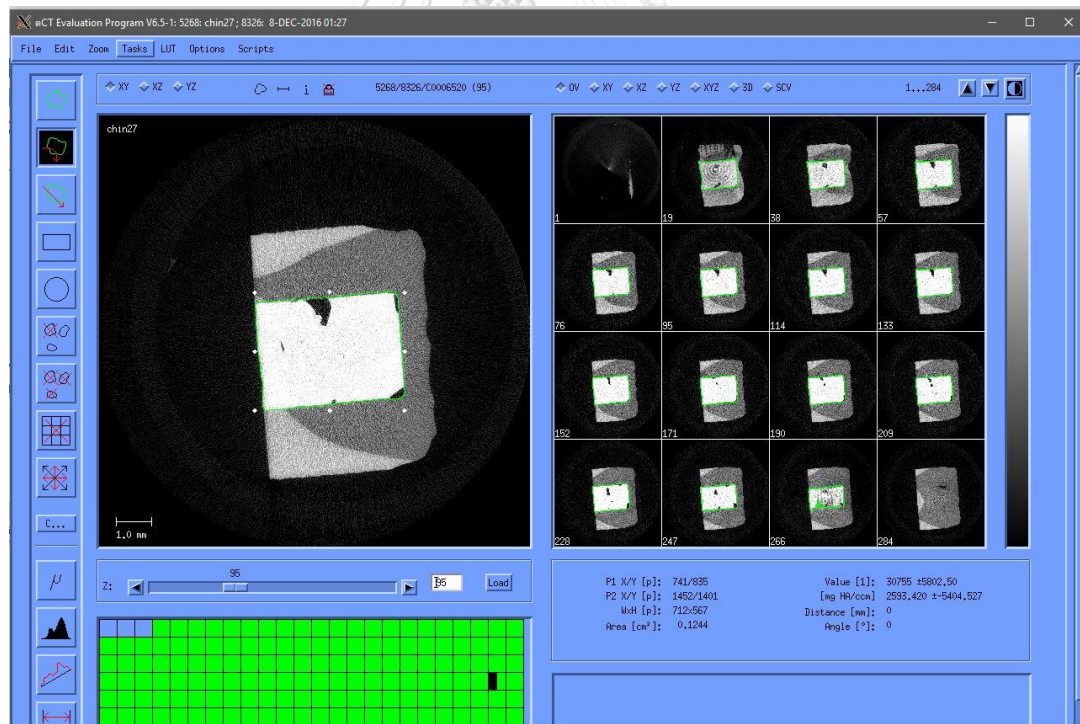 µCT Evaluation Program V6.5-1: 5268: chin27 ; 8326: 8-DEC-2016 01:27
File Edit Zoom Tasks LUT Options Scripts
XY XZ YZ i 5268/8326/C0006520 (95) OV XY XZ YZ XYZ 3D SCV 1...284
chin27
1 19 38 57
76 95 114 133
152 171 190 209
228 247 266 284
1.0 mm
C...
95
Z: 95 Load
µ
P1 X/Y [p]: 741/835 Value [1]: 30755 ±5802.50
P2 X/Y [p]: 1452/1401 [mg HA/ccm] 2593.420 ±-5404.527
WxH [p]: 712x567 Distance [mm]: 0
Area [cm²]: 0.1244 Angle [°]: 0